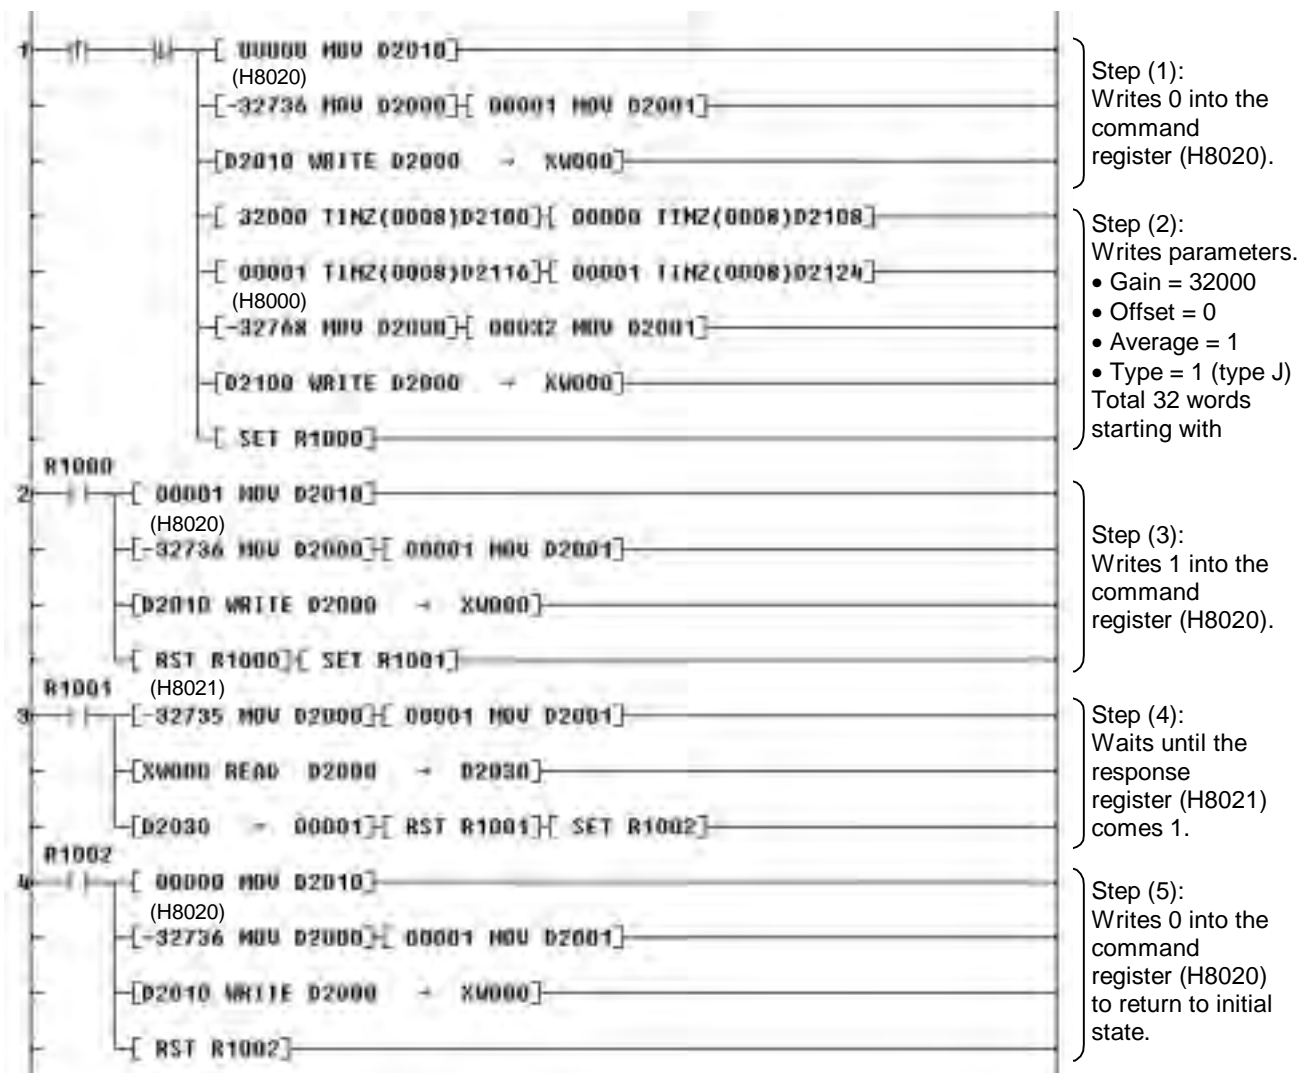 1 [ 00000 MOV D2010]
(H8020)
[-32736 MOV D2000][ 00001 MOV D2001]
[D2010 WRITE D2000 → XW000]
[ 32000 TINZ(0008)D2100][ 00000 TINZ(0008)D2108]
[ 00001 TINZ(0008)D2116][ 00001 TINZ(0008)D2124]
(H8000)
[-32768 MOV D2000][ 00032 MOV D2001]
[D2100 WRITE D2000 → XW000]
[ SET R1000]
Step (1):
Writes 0 into the
command
register (H8020).
Step (2):
Writes parameters.
• Gain = 32000
• Offset = 0
• Average = 1
• Type = 1 (type J)
Total 32 words
starting with
R1000
2 [ 00001 MOV D2010]
(H8020)
[-32736 MOV D2000][ 00001 MOV D2001]
[D2010 WRITE D2000 → XW000]
[ RST R1000][ SET R1001]
Step (3):
Writes 1 into the
command
register (H8020).
R1001
(H8021)
3 [-32735 MOV D2000][ 00001 MOV D2001]
[XW000 READ D2000 → D2030]
[D2030 = 00001][ RST R1001][ SET R1002]
Step (4):
Waits until the
response
register (H8021)
comes 1.
R1002
4 [ 00000 MOV D2010]
(H8020)
[-32736 MOV D2000][ 00001 MOV D2001]
[D2010 WRITE D2000 → XW000]
[ RST R1002]
Step (5):
Writes 0 into the
command
register (H8020)
to return to initial
state.